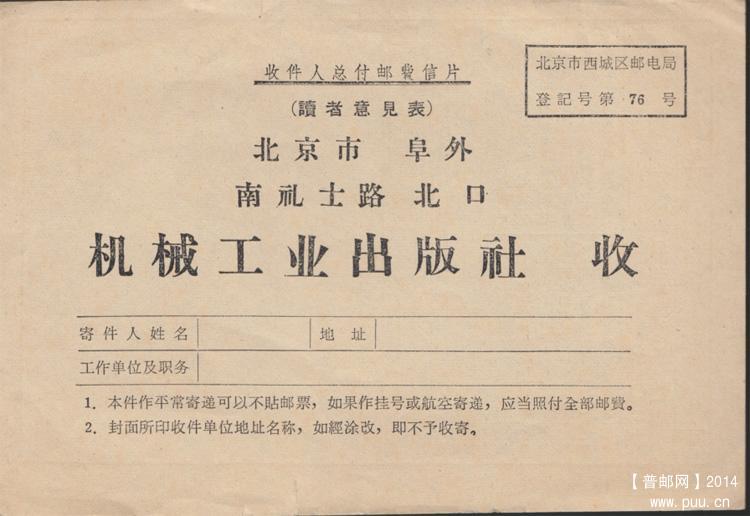 收件人总付邮費信片
(讀者意見表)
北京市西城区邮电局
登記号第 76 号
北京市 阜外
南礼士路北口
机械工业出版社 收
寄件人姓名 地址
工作单位及职务
1．本件作平常寄递可以不貼邮票，如果作挂号或航空寄递，应当照付全部邮費。
2．封面所印收件单位地址名称，如經涂改，即不予收寄。
【普邮网】2014
www.puu.cn